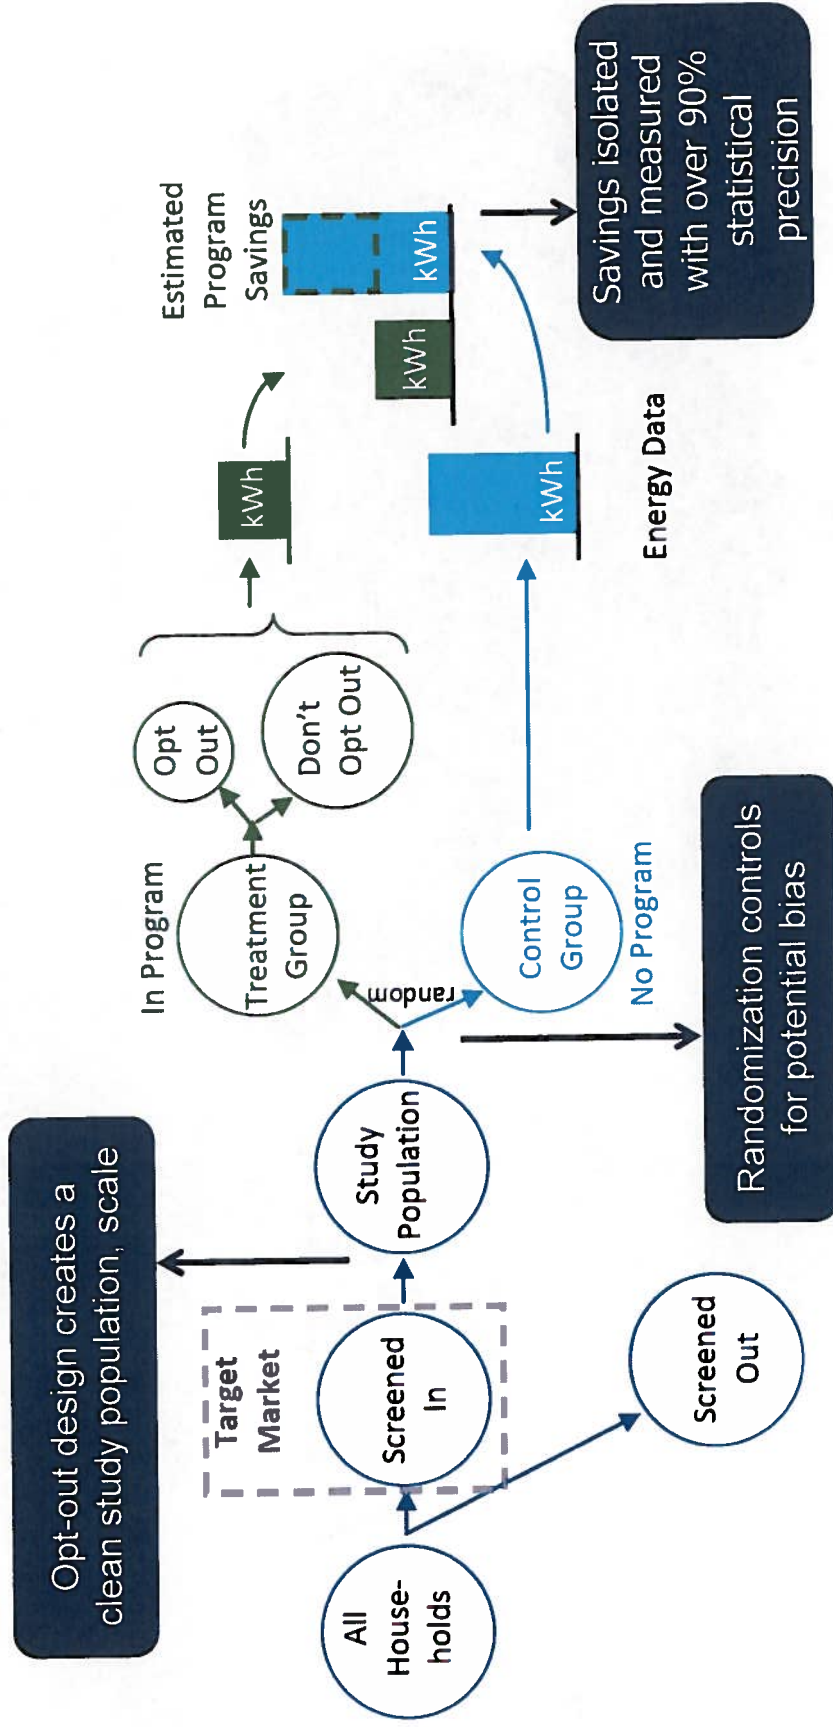 Opt-out design creates a
clean study population, scale
All
House-
holds
Target
Market
Screened
In
Screened
Out
Study
Population
random
In Program
Treatment
Group
Control
Group
No Program
Opt
Out
Don't
Opt Out
kWh
kWh
Energy Data
Estimated
Program
Savings
kWh
kWh
Randomization controls
for potential bias
Savings isolated
and measured
with over 90%
statistical
precision